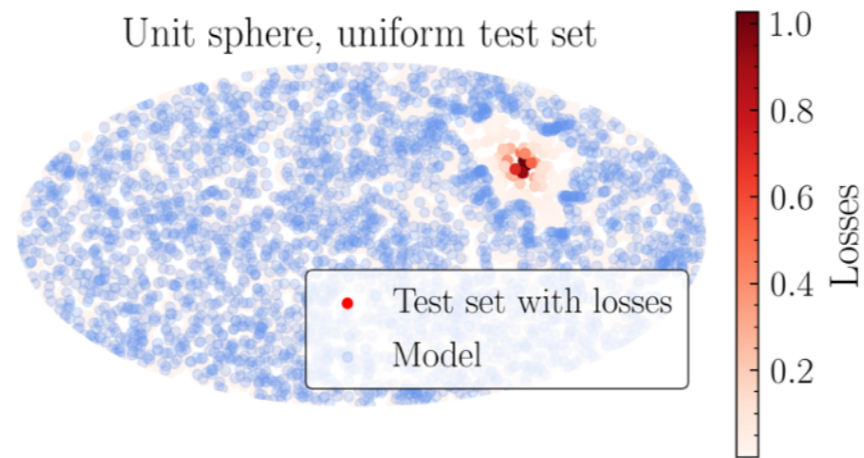 Unit sphere, uniform test set
1.0
0.8
0.6
0.4
0.2
Losses
Test set with losses
Model